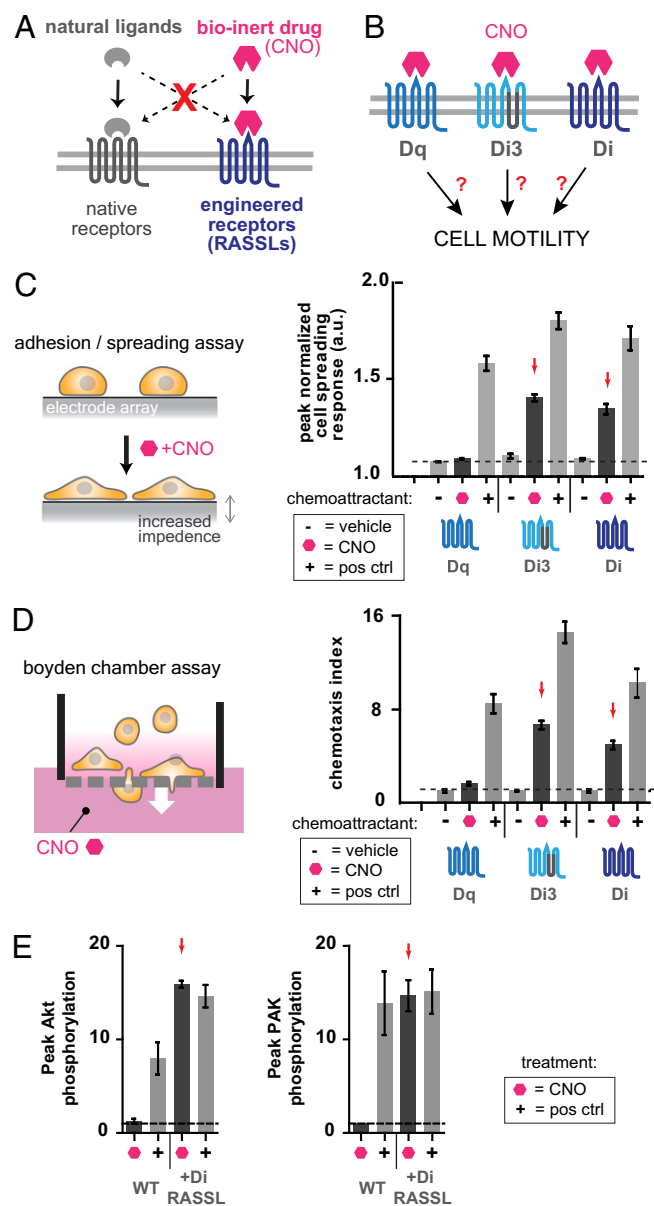 A
natural ligands
bio-inert drug
(CNO)
X
native
receptors
engineered
receptors
(RASSLs)
B
CNO
Dq
Di3
Di
?
?
?
CELL MOTILITY
C
adhesion / spreading assay
electrode array
+CNO
increased
impedence
peak normalized
cell spreading
response (a.u.)
2.0
1.5
1.0
chemoattractant:
- + - + - +
- = vehicle
= CNO
+ = pos ctrl
Dq
Di3
Di
D
boyden chamber assay
CNO
chemotaxis index
16
8
0
chemoattractant:
- + - + - +
- = vehicle
= CNO
+ = pos ctrl
Dq
Di3
Di
E
Peak Akt
phosphorylation
20
10
0
+ +
WT
+Di
RASSL
Peak PAK
phosphorylation
20
10
0
+ +
WT
+Di
RASSL
treatment:
= CNO
+ = pos ctrl